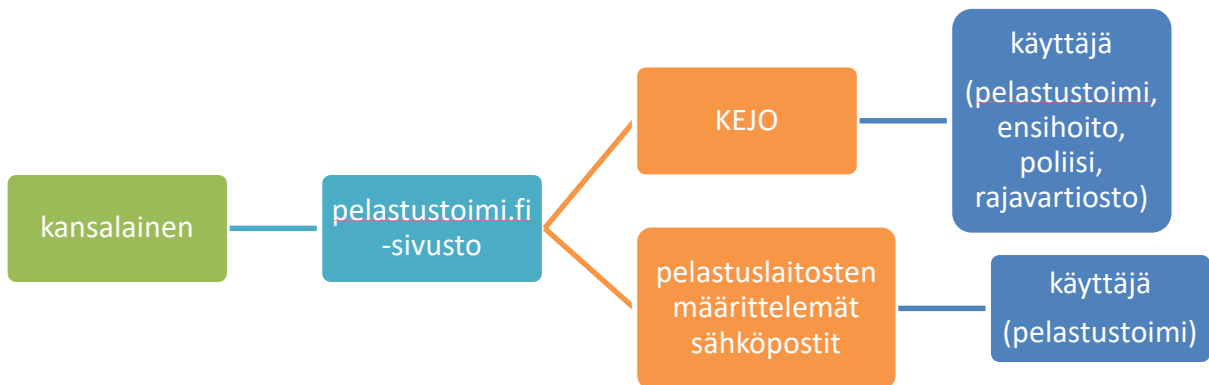 kansalainen
pelastustoimi.fi
-sivusto
KEJO
käyttäjä
(pelastustoimi,
ensihoito,
poliisi,
rajavartiosto)
pelastuslaitosten
määrittelemät
sähköpostit
käyttäjä
(pelastustoimi)